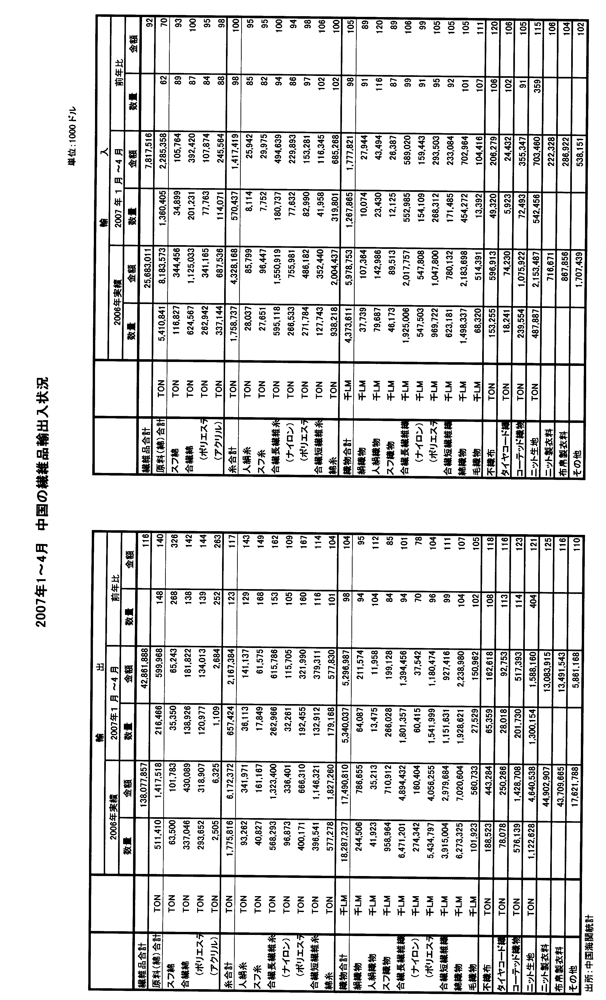 2007年1～4月 中国の繊維品輸出入状況
単位:1000ドル
輸 出
2006年実績 2007年1月～4月 前年比
数量 金額 数量 金額 数量 金額
繊維品合計 138,077,857 42,861,888 116
原料(綿)合計 TON 511,410 1,417,518 216,466 599,968 148 140
スフ綿 TON 63,500 101,783 35,350 65,243 268 326
合繊綿 TON 337,046 430,089 138,926 181,822 138 142
(ポリエステ TON 293,652 318,907 120,977 134,013 139 144
(アクリル) TON 2,505 6,325 1,109 2,684 252 263
糸合計 TON 1,775,816 6,172,372 657,424 2,167,384 123 117
人絹糸 TON 93,262 341,971 36,113 141,137 129 143
スフ糸 TON 40,827 161,167 17,849 61,575 168 149
合繊長繊維糸 TON 568,293 1,323,400 262,966 615,786 153 162
(ナイロン) TON 96,873 336,401 32,261 115,705 105 109
(ポリエステ TON 400,171 666,310 192,455 321,990 160 167
合繊短繊維糸 TON 396,541 1,146,321 132,912 379,311 116 114
綿糸 TON 577,278 1,827,260 179,168 577,830 101 104
織物合計 千LM 18,287,237 17,490,810 5,340,037 5,296,987 98 104
絹織物 千LM 244,506 786,655 64,087 211,574 94 95
人絹織物 千LM 41,923 35,213 13,475 11,958 104 112
スフ織物 千LM 958,964 710,912 266,028 199,128 84 85
合繊長繊維織 千LM 6,471,201 4,894,432 1,801,357 1,394,456 94 101
(ナイロン) 千LM 274,342 160,404 60,415 37,542 70 78
(ポリエステ 千LM 5,434,797 4,056,255 1,541,999 1,180,474 96 104
合繊短繊維織 千LM 3,915,004 2,979,684 1,151,631 927,416 99 111
綿織物 千LM 6,273,325 7,020,604 1,928,621 2,238,980 104 107
毛織物 千LM 101,923 560,733 27,529 150,962 102 105
不織布 TON 188,523 443,284 65,359 162,618 108 118
タイヤコード織 TON 78,078 250,266 28,018 92,753 113 116
コーテッド織物 TON 576,139 1,428,708 201,730 517,393 114 123
ニット生地 TON 1,122,628 4,640,538 1,300,154 1,588,160 404 121
ニット製衣料 44,902,907 13,083,915 125
布帛製衣料 43,709,665 13,491,543 116
その他 17,621,788 5,861,168 110
出所:中国海関統計
輸 入
2006年実績 2007年1月～4月 前年比
数量 金額 数量 金額 数量 金額
繊維品合計 25,683,011 7,817,516 92
原料(綿)合計 TON 5,410,841 8,183,573 1,360,405 2,285,358 62 70
スフ綿 TON 116,827 344,456 34,899 105,764 89 93
合繊綿 TON 624,567 1,125,033 201,231 392,420 87 100
(ポリエステ TON 262,942 341,165 77,763 107,874 84 95
(アクリル) TON 337,144 687,536 114,071 245,564 88 98
糸合計 TON 1,758,737 4,328,168 570,437 1,417,419 98 100
人絹糸 TON 28,037 85,799 8,114 25,942 85 95
スフ糸 TON 27,651 96,447 7,752 29,975 82 95
合繊長繊維糸 TON 595,118 1,550,919 180,737 494,639 94 100
(ナイロン) TON 266,533 755,981 77,632 229,893 86 94
(ポリエステ TON 271,784 486,182 82,990 153,281 97 98
合繊短繊維糸 TON 127,743 352,440 41,958 116,345 102 106
綿糸 TON 938,218 2,004,437 319,801 685,268 102 100
織物合計 千LM 4,373,611 5,978,753 1,267,865 1,777,821 98 105
絹織物 千LM 37,739 107,364 10,074 27,944 91 89
人絹織物 千LM 79,687 142,986 23,430 43,494 116 120
スフ織物 千LM 46,173 89,513 12,125 26,387 87 89
合繊長繊維織 千LM 1,925,006 2,017,757 552,985 589,020 99 106
(ナイロン) 千LM 547,503 547,808 154,109 159,443 91 99
(ポリエステ 千LM 969,722 1,047,800 268,312 293,503 95 105
合繊短繊維織 千LM 623,181 780,132 171,485 233,084 92 105
綿織物 千LM 1,498,337 2,183,698 454,272 702,964 101 105
毛織物 千LM 68,320 514,391 13,392 104,416 107 111
不織布 TON 153,255 596,913 49,320 206,279 106 120
タイヤコード織 TON 18,241 74,230 5,923 24,432 102 106
コーテッド織物 TON 239,554 1,075,922 72,493 355,347 91 105
ニット生地 TON 487,887 2,153,487 542,456 703,460 359 115
ニット製衣料 716,671 222,328 106
布帛製衣料 867,856 286,922 104
その他 1,707,439 538,151 102